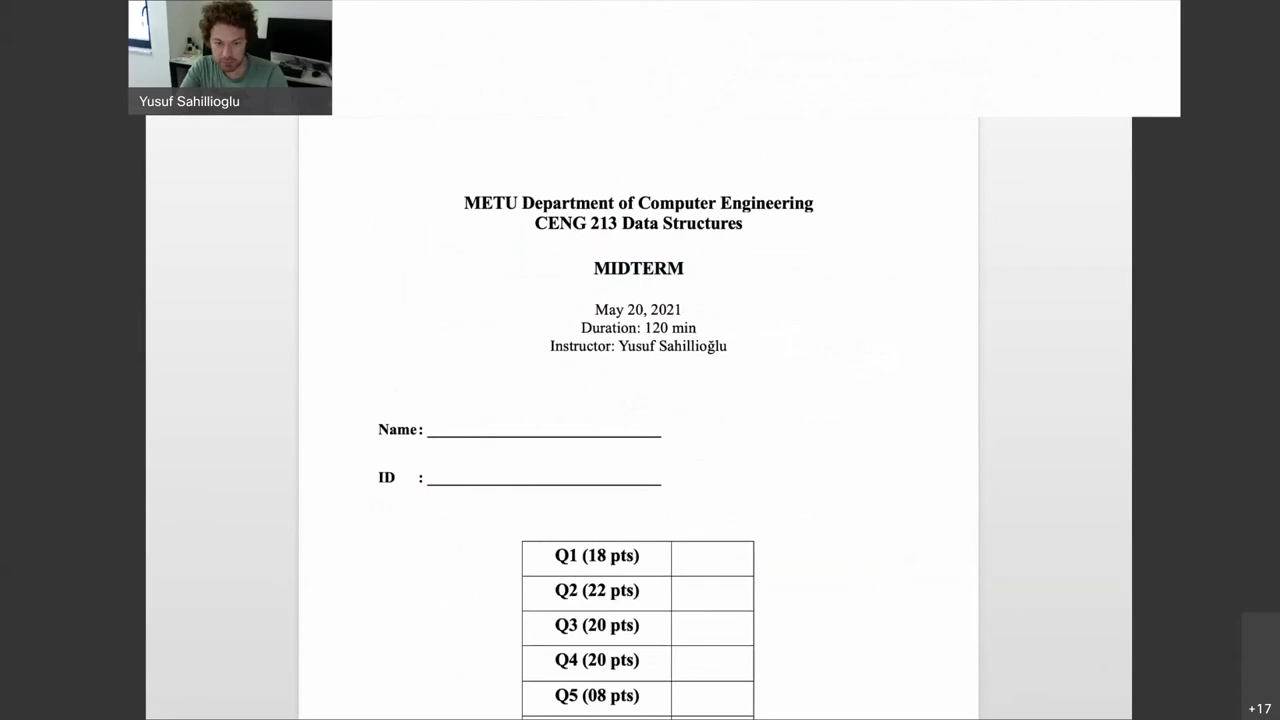 Yusuf Sahillioglu
METU Department of Computer Engineering
CENG 213 Data Structures
MIDTERM
May 20, 2021
Duration: 120 min
Instructor: Yusuf Sahillioğlu
Name: ____________________
ID : ____________________
Q1 (18 pts)
Q2 (22 pts)
Q3 (20 pts)
Q4 (20 pts)
Q5 (08 pts)
+17